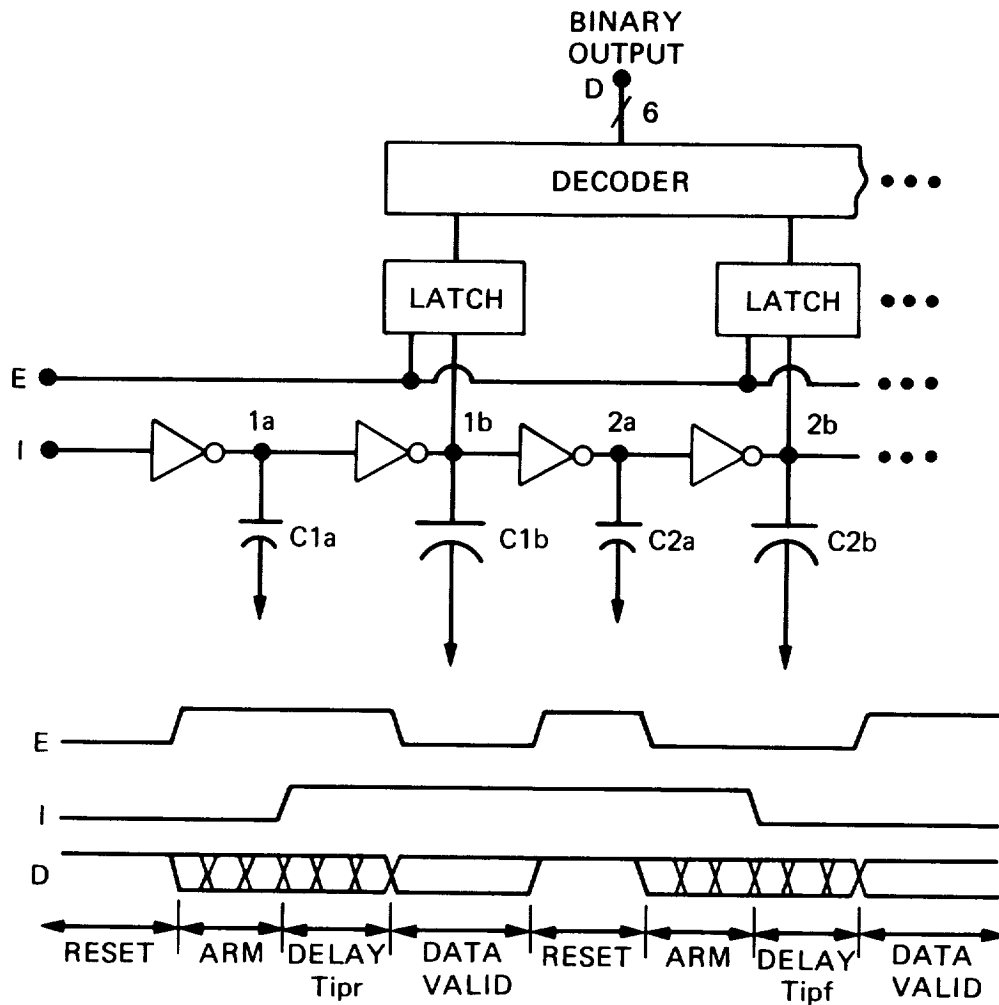 BINARY
OUTPUT
D
6
DECODER
LATCH
LATCH
E
I
1a
1b
2a
2b
C1a
C1b
C2a
C2b
E
I
D
RESET
ARM
DELAY
Tipr
DATA
VALID
RESET
ARM
DELAY
Tipf
DATA
VALID